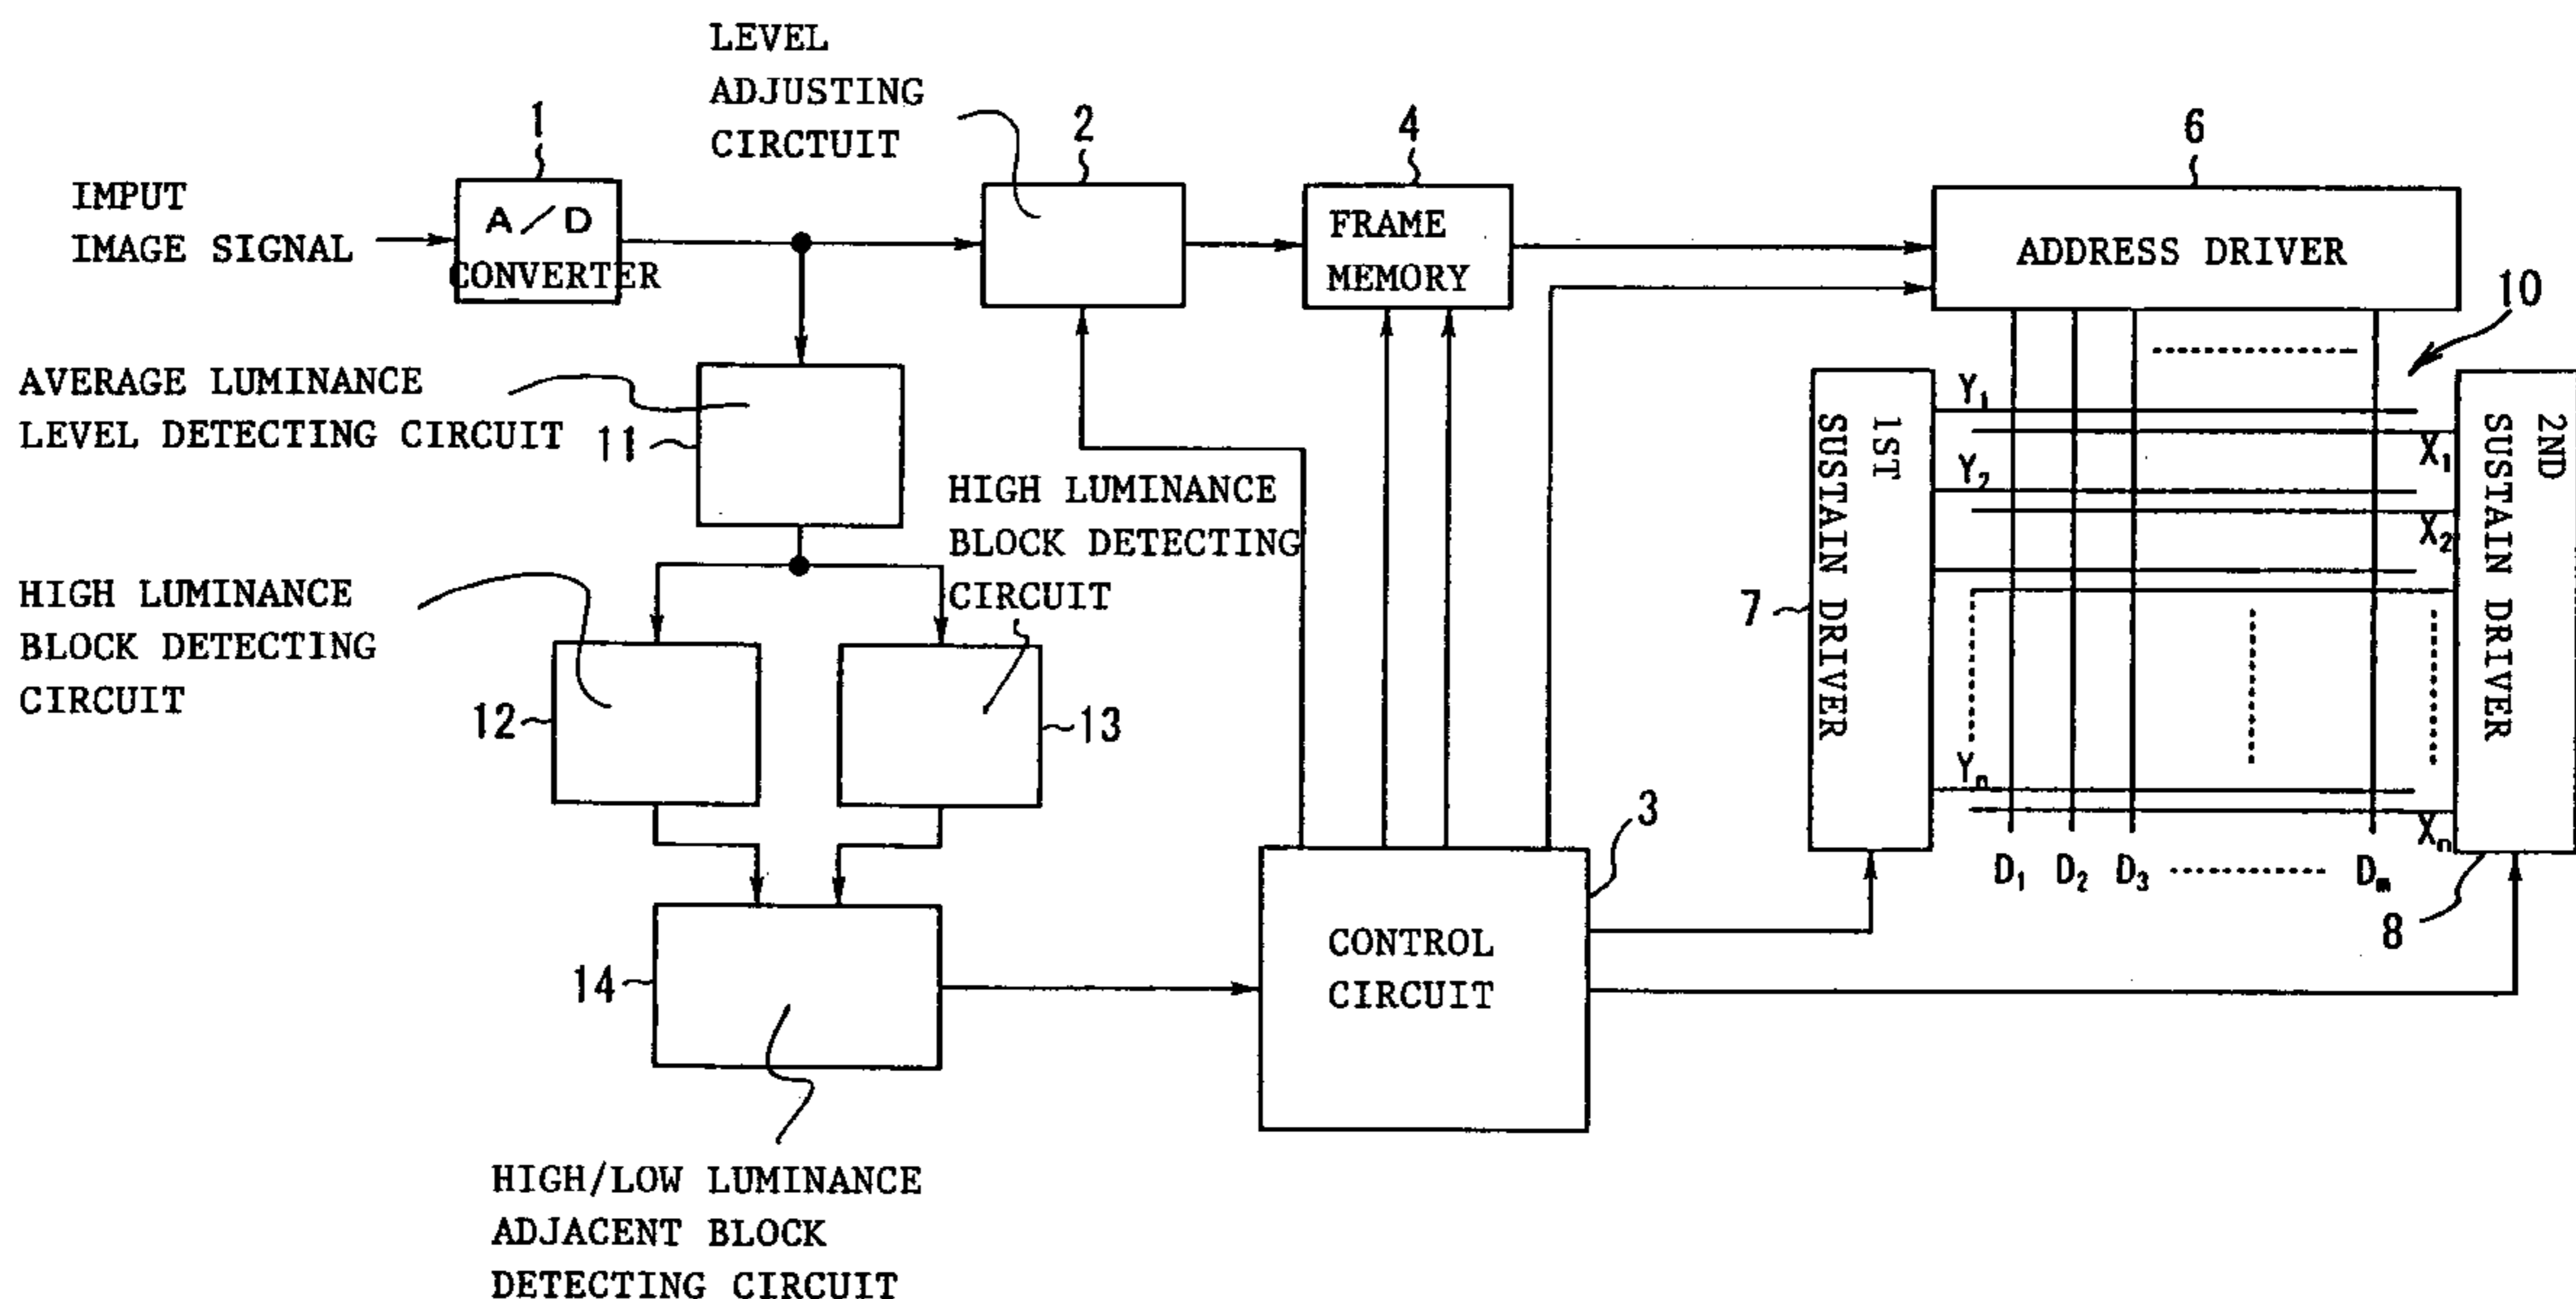 LEVEL
ADJUSTING
CIRCTUIT
1
2
4
6
IMPUT
IMAGE SIGNAL
A/D
CONVERTER
FRAME
MEMORY
ADDRESS DRIVER
10
AVERAGE LUMINANCE
LEVEL DETECTING CIRCUIT
11
HIGH LUMINANCE
BLOCK DETECTING
CIRCUIT
HIGH LUMINANCE
BLOCK DETECTING
CIRCUIT
12
13
14
HIGH/LOW LUMINANCE
ADJACENT BLOCK
DETECTING CIRCUIT
CONTROL
CIRCUIT
3
7
1ST
SUSTAIN DRIVER
Y1
X1
Y2
X2
Yn
Xn
D1 D2 D3 Dm
2ND
SUSTAIN DRIVER
8